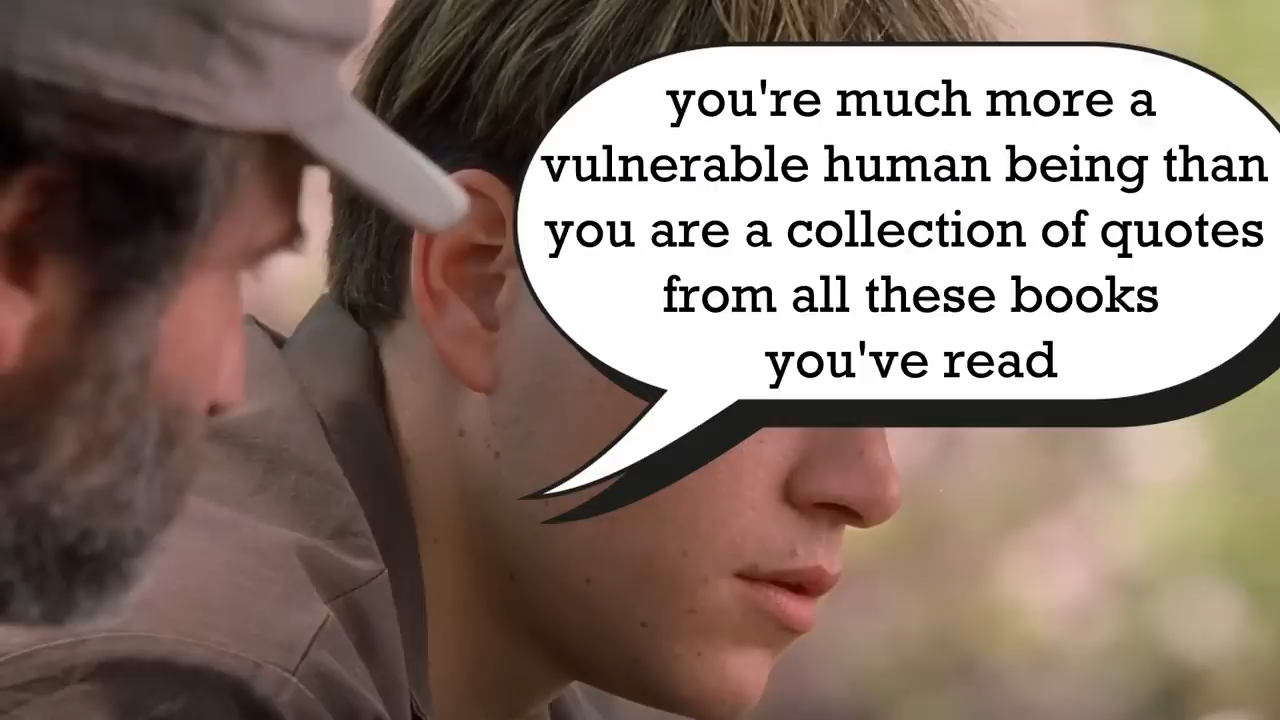 you're much more a
vulnerable human being than
you are a collection of quotes
from all these books
you've read